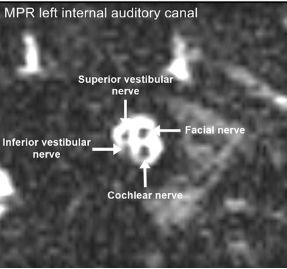 MPR left internal auditory canal
Superior vestibular
nerve
Facial nerve
Inferior vestibular
nerve
Cochlear nerve